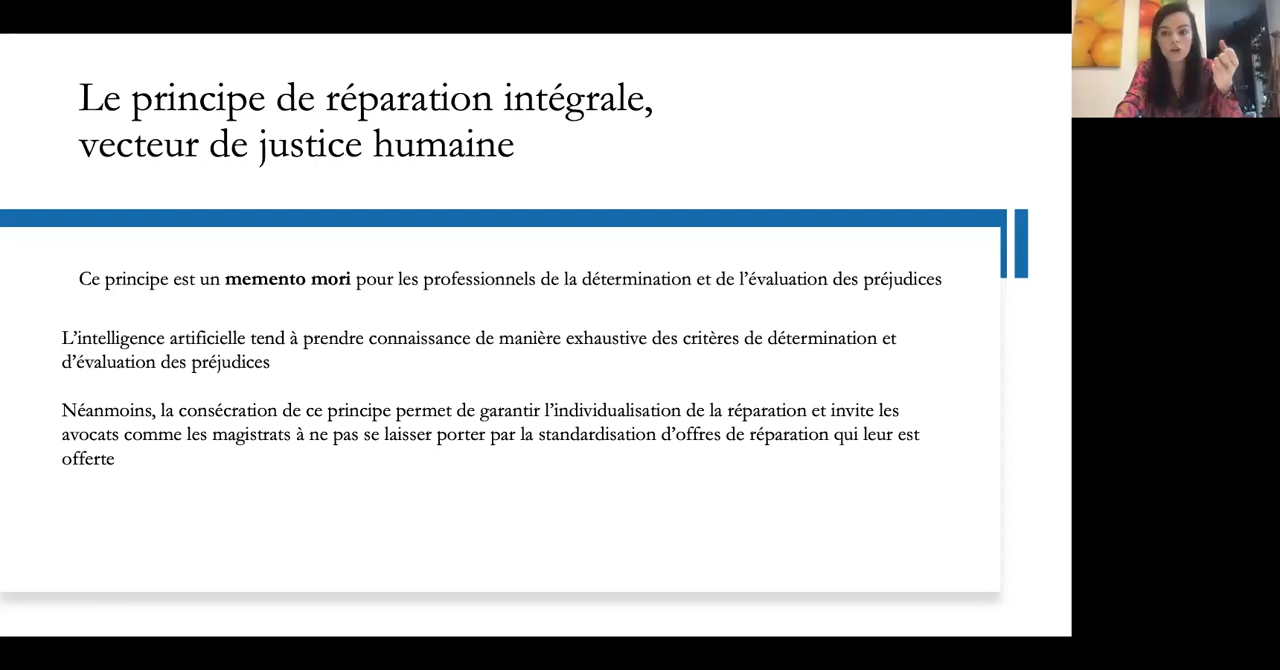 Le principe de réparation intégrale,
vecteur de justice humaine
Ce principe est un memento mori pour les professionnels de la détermination et de l’évaluation des préjudices
L’intelligence artificielle tend à prendre connaissance de manière exhaustive des critères de détermination et
d’évaluation des préjudices
Néanmoins, la consécration de ce principe permet de garantir l’individualisation de la réparation et invite les
avocats comme les magistrats à ne pas se laisser porter par la standardisation d’offres de réparation qui leur est
offerte